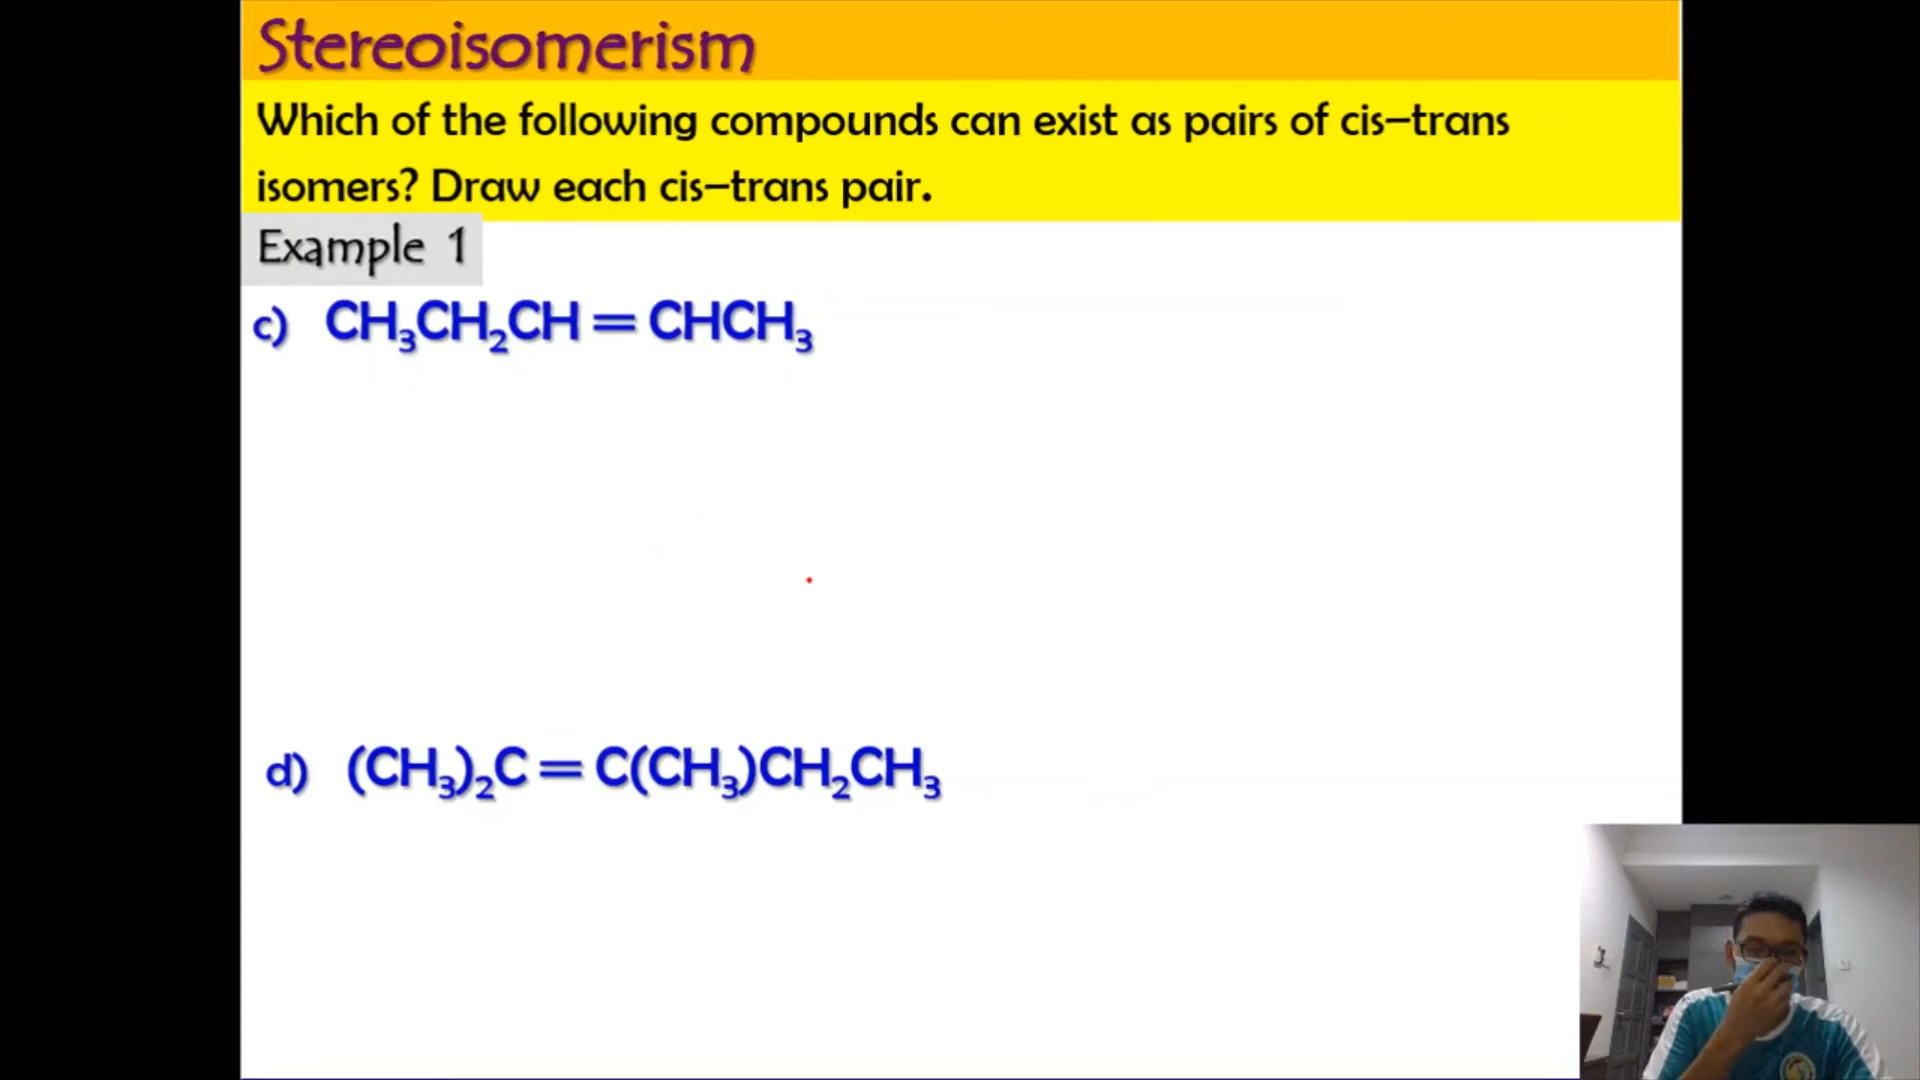 Stereoisomerism
Which of the following compounds can exist as pairs of cis–trans
isomers? Draw each cis–trans pair.
Example 1
c) CH₃CH₂CH = CHCH₃
d) (CH₃)₂C = C(CH₃)CH₂CH₃